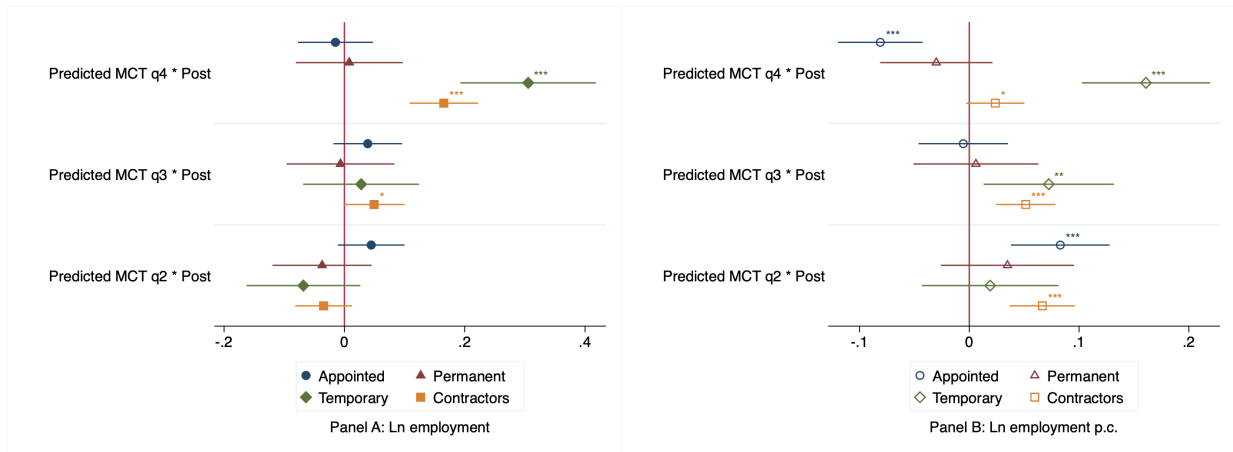 Predicted MCT q4 * Post
***
***
Predicted MCT q3 * Post
*
Predicted MCT q2 * Post
-.2 0 .2 .4
Appointed Permanent
Temporary Contractors
Panel A: Ln employment
***
Predicted MCT q4 * Post
***
*
Predicted MCT q3 * Post
**
***
***
Predicted MCT q2 * Post
***
-.1 0 .1 .2
Appointed Permanent
Temporary Contractors
Panel B: Ln employment p.c.